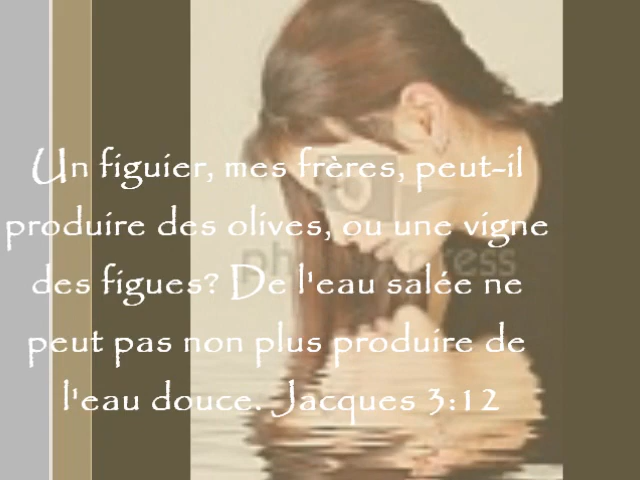 Un figuier, mes frères, peut-il
produire des olives, ou une vigne
des figues? De l'eau salée ne
peut pas non plus produire de
l'eau douce. Jacques 3:12